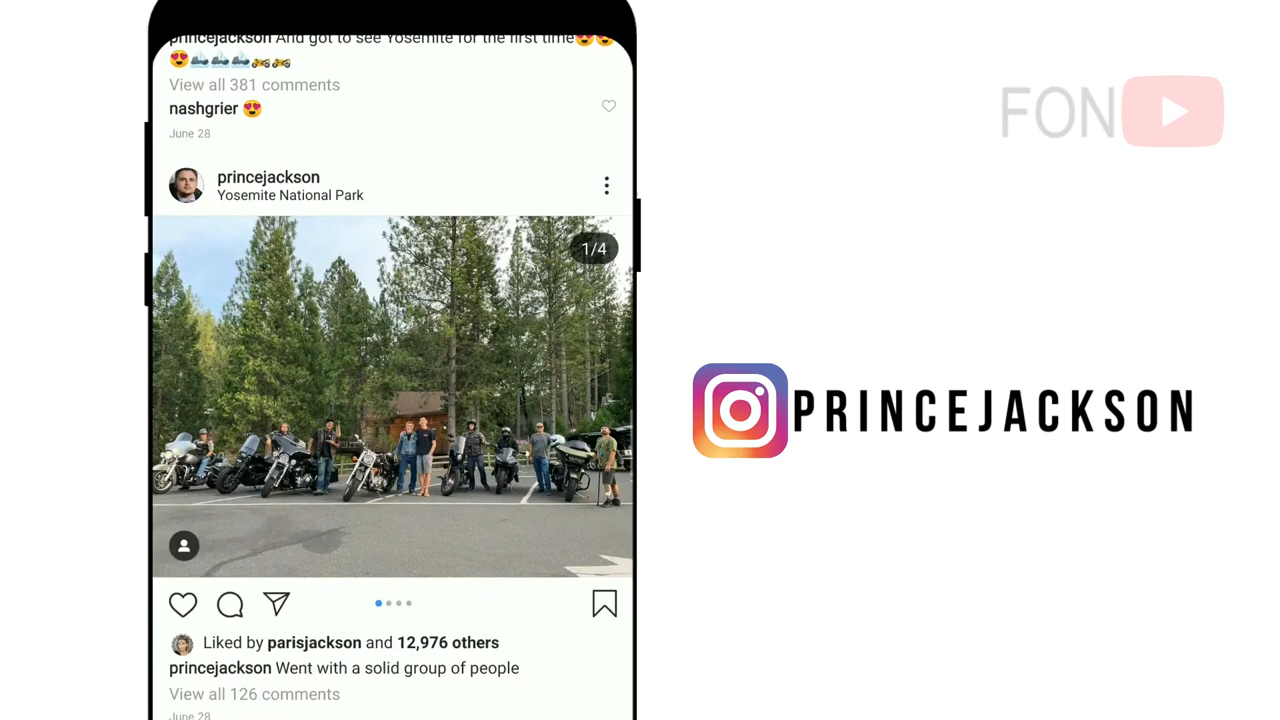 princejackson And got to see Yosemite for the first time😍😍
😍
View all 381 comments
nashgrier 😍
June 28
princejackson
Yosemite National Park
1/4
Liked by parisjackson and 12,976 others
princejackson Went with a solid group of people
View all 126 comments
June 28
FON
PRINCEJACKSON